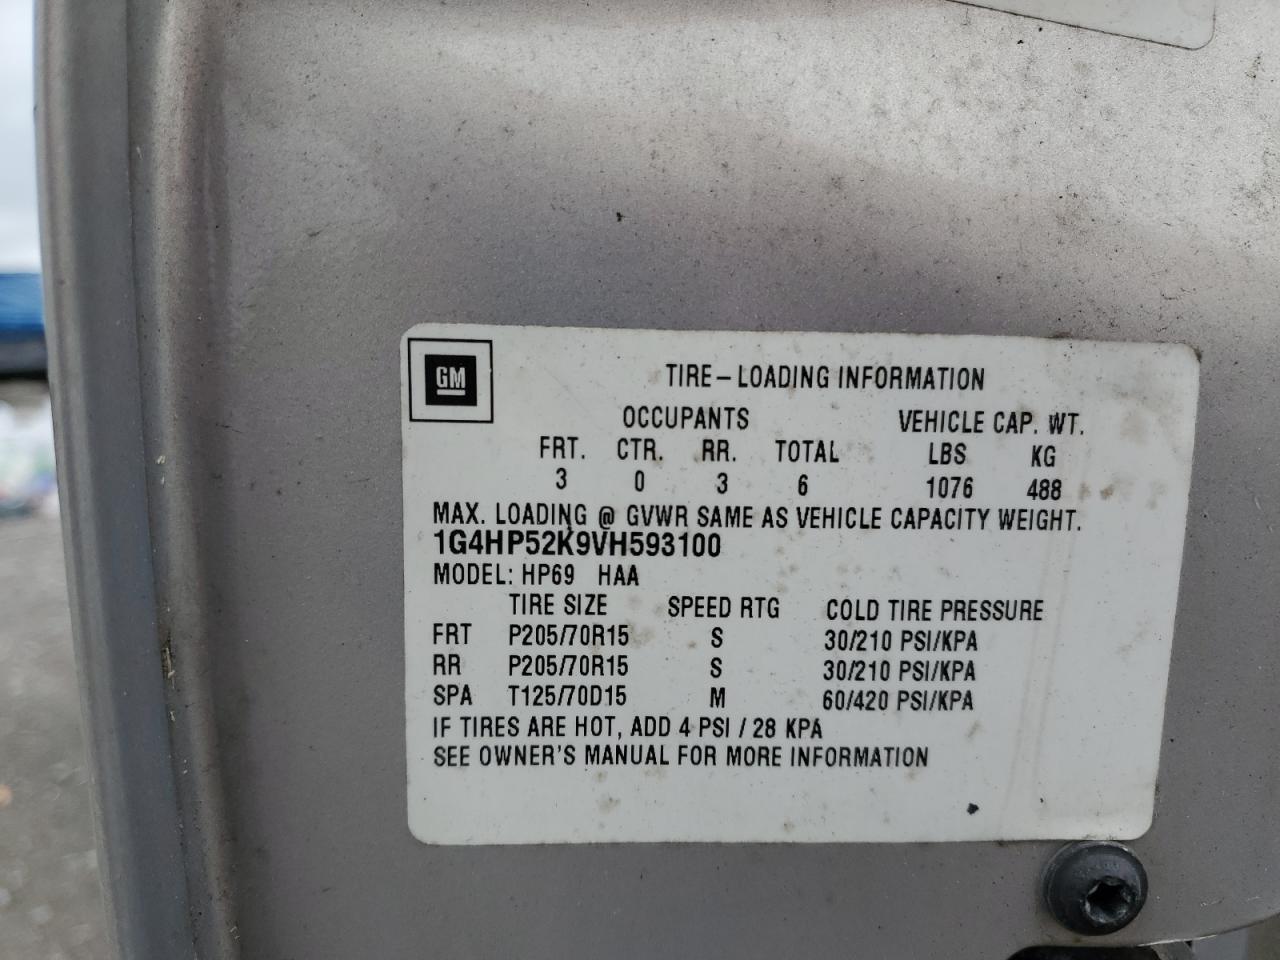 GM
TIRE-LOADING INFORMATION
OCCUPANTS VEHICLE CAP. WT.
FRT. CTR. RR. TOTAL LBS KG
3 0 3 6 1076 488
MAX. LOADING @ GVWR SAME AS VEHICLE CAPACITY WEIGHT.
1G4HP52K9VH593100
MODEL: HP69 HAA
TIRE SIZE SPEED RTG COLD TIRE PRESSURE
FRT P205/70R15 S 30/210 PSI/KPA
RR P205/70R15 S 30/210 PSI/KPA
SPA T125/70D15 M 60/420 PSI/KPA
IF TIRES ARE HOT, ADD 4 PSI / 28 KPA
SEE OWNER'S MANUAL FOR MORE INFORMATION